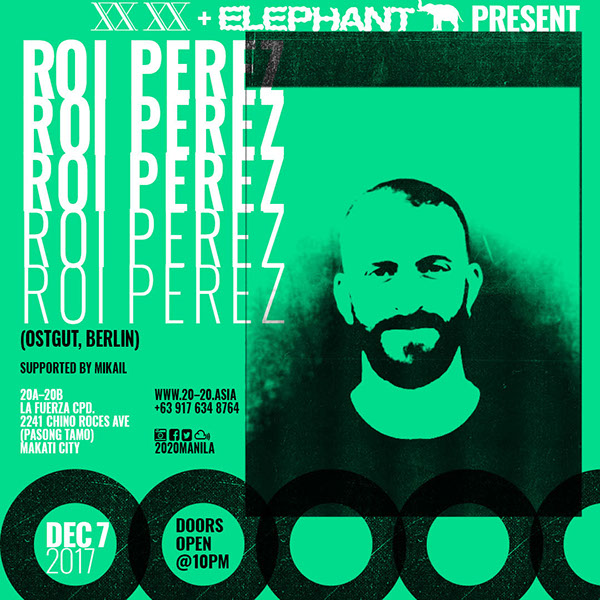 XX XX + ELEPHANT PRESENT
ROI PEREZ
ROI PEREZ
ROI PEREZ
ROI PEREZ
ROI PEREZ
(OSTGUT, BERLIN)
SUPPORTED BY MIKAIL
20A–20B
LA FUERZA CPD.
2241 CHINO ROCES AVE
(PASONG TAMO)
MAKATI CITY
WWW.20-20.ASIA
+63 917 634 8764
2020MANILA
DEC 7
2017
DOORS
OPEN
@10PM